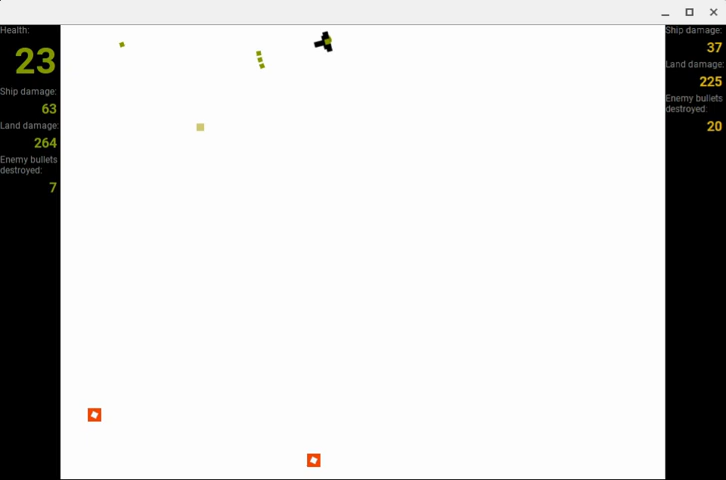 Health:
23
Ship damage:
63
Land damage:
264
Enemy bullets
destroyed:
7
Ship damage:
37
Land damage:
225
Enemy bullets
destroyed:
20